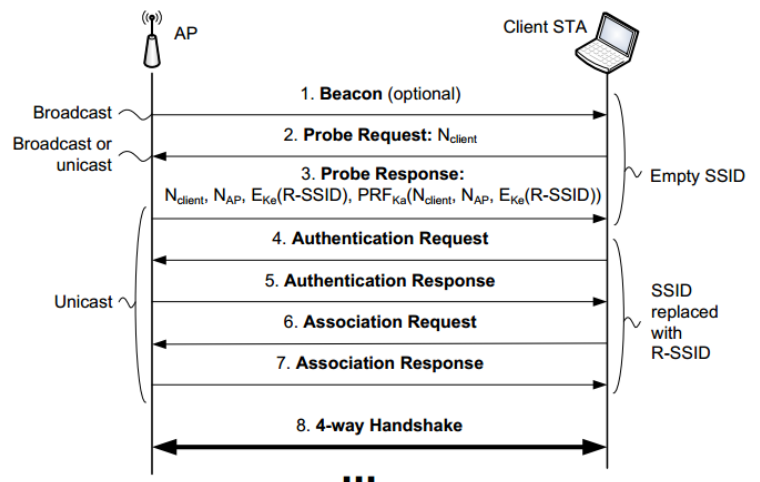 AP
Client STA
1. Beacon (optional)
Broadcast
2. Probe Request: Nclient
Broadcast or
unicast
3. Probe Response:
Nclient, NAP, EKe(R-SSID), PRFKa(Nclient, NAP, EKe(R-SSID))
Empty SSID
4. Authentication Request
5. Authentication Response
Unicast
6. Association Request
7. Association Response
SSID
replaced
with
R-SSID
8. 4-way Handshake
...